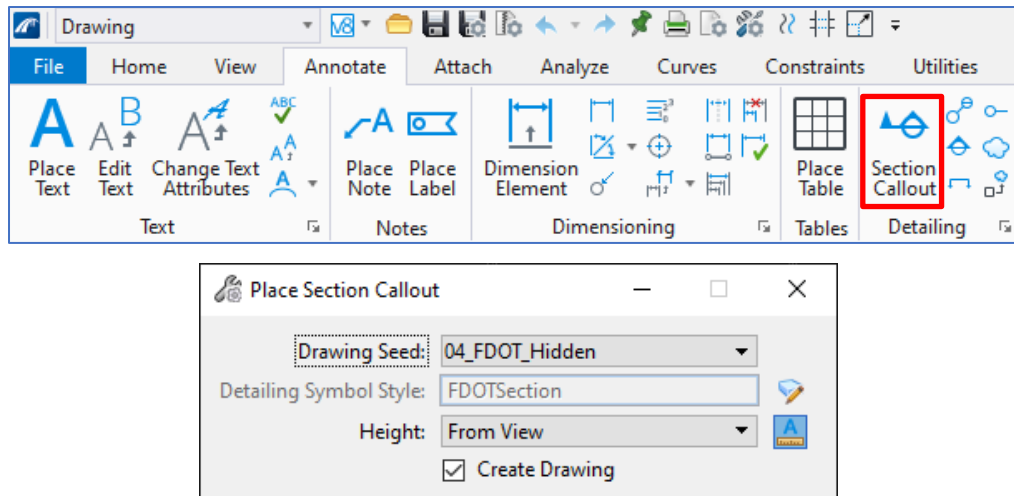 Drawing
V8
File Home View Annotate Attach Analyze Curves Constraints Utilities
A B A ABC A A
Place Text
Edit Text
Change Text Attributes
A
Place Note
Place Label
Dimension Element
Place Table
Section Callout
Text Notes Dimensioning Tables Detailing
Place Section Callout
Drawing Seed: 04_FDOT_Hidden
Detailing Symbol Style: FDOTSection
Height: From View
A
Create Drawing